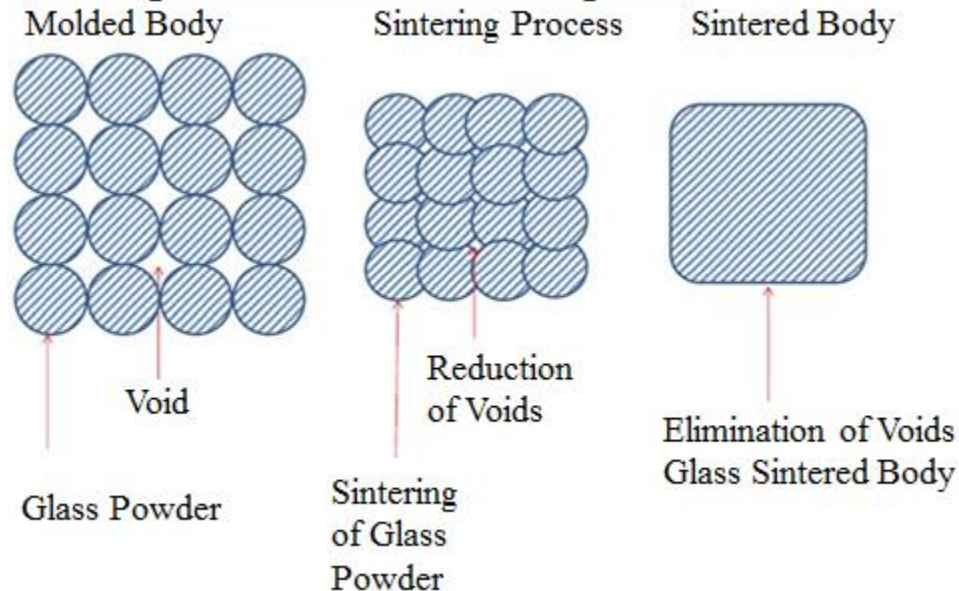 Molded Body
Sintering Process
Sintered Body
Void
Glass Powder
Reduction
of Voids
Sintering
of Glass
Powder
Elimination of Voids
Glass Sintered Body